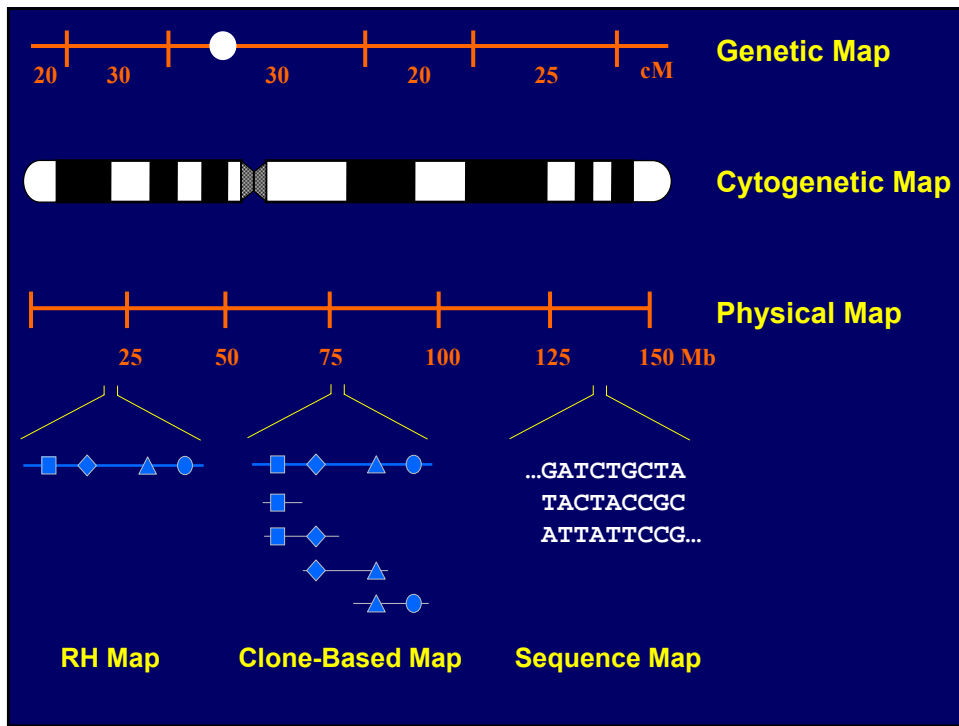 Genetic Map
20 30 30 20 25 cM
Cytogenetic Map
Physical Map
25 50 75 100 125 150 Mb
...GATCTGCTA
TACTACCGC
ATTATTCCG...
RH Map Clone-Based Map Sequence Map